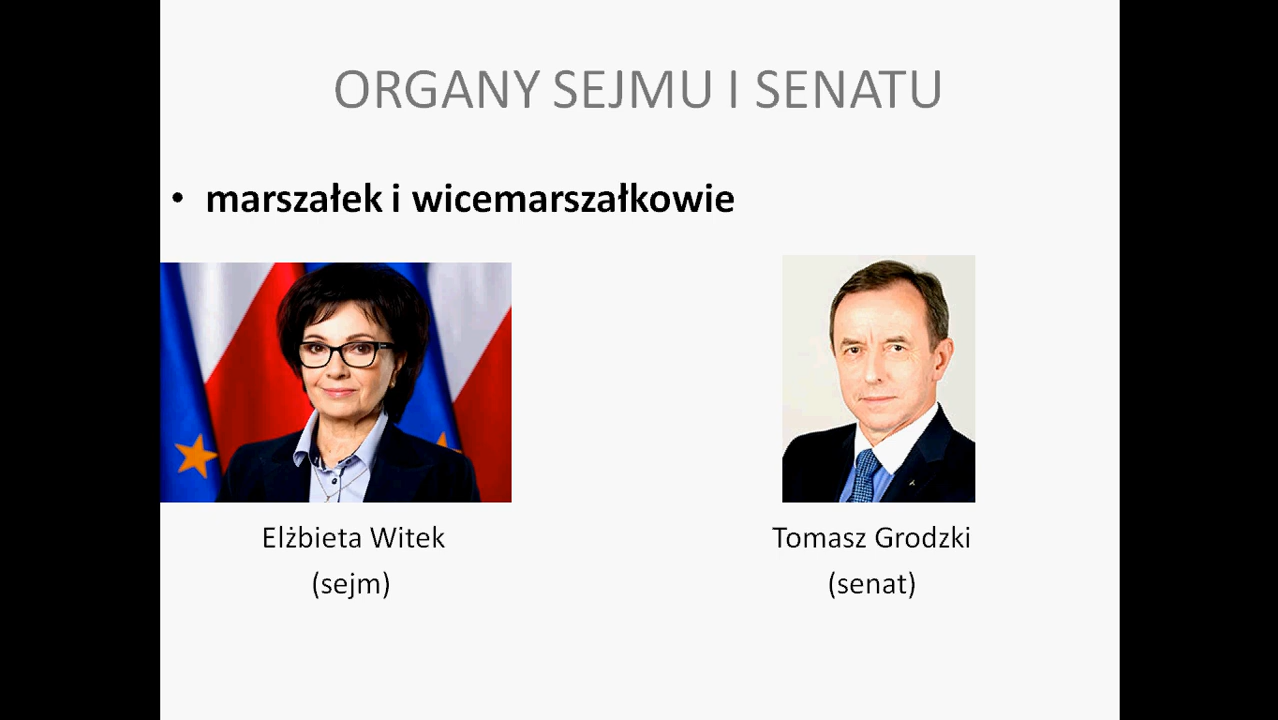 ORGANY SEJMU I SENATU
• marszałek i wicemarszałkowie
Elżbieta Witek
(sejm)
Tomasz Grodzki
(senat)